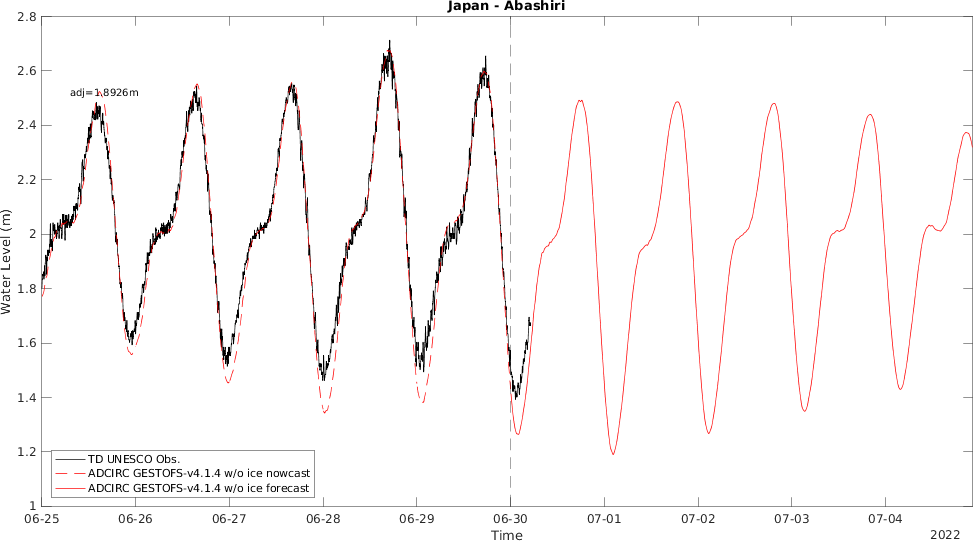 Japan - Abashiri
adj=1.8926m
Water Level (m)
2.8
2.6
2.4
2.2
2
1.8
1.6
1.4
1.2
1
TD UNESCO Obs.
ADCIRC GESTOFS-v4.1.4 w/o ice nowcast
ADCIRC GESTOFS-v4.1.4 w/o ice forecast
06-25 06-26 06-27 06-28 06-29 06-30 07-01 07-02 07-03 07-04
Time
2022